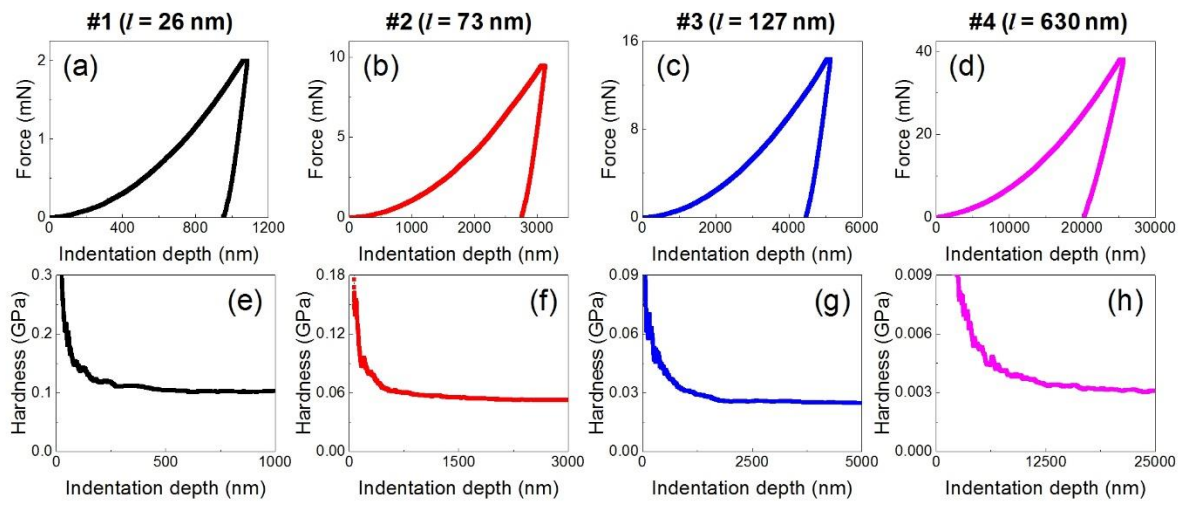 #1 (l = 26 nm) #2 (l = 73 nm) #3 (l = 127 nm) #4 (l = 630 nm)
(a) (b) (c) (d)
Force (mN) Force (mN) Force (mN) Force (mN)
2 10 16 40
1 5 8 20
0 0 0 0
0 400 800 1200 0 1000 2000 3000 0 2000 4000 6000 0 10000 20000 30000
Indentation depth (nm) Indentation depth (nm) Indentation depth (nm) Indentation depth (nm)
(e) (f) (g) (h)
Hardness (GPa) Hardness (GPa) Hardness (GPa) Hardness (GPa)
0.3 0.18 0.09 0.009
0.2 0.12 0.06 0.006
0.1 0.06 0.03 0.003
0.0 0.00 0.00 0.000
0 500 1000 0 1500 3000 0 2500 5000 0 12500 25000
Indentation depth (nm) Indentation depth (nm) Indentation depth (nm) Indentation depth (nm)